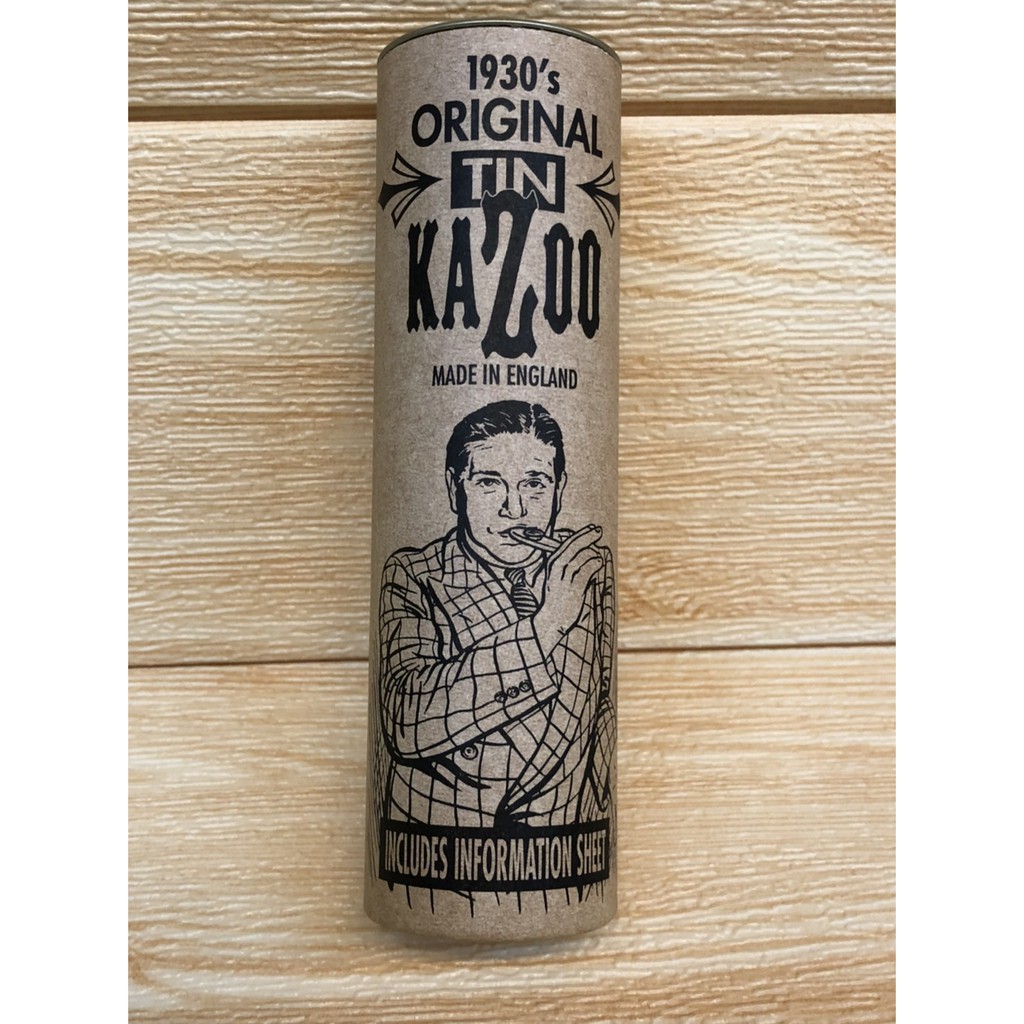 1930's
ORIGINAL
TIN
KAZOO
MADE IN ENGLAND
INCLUDES INFORMATION SHEET